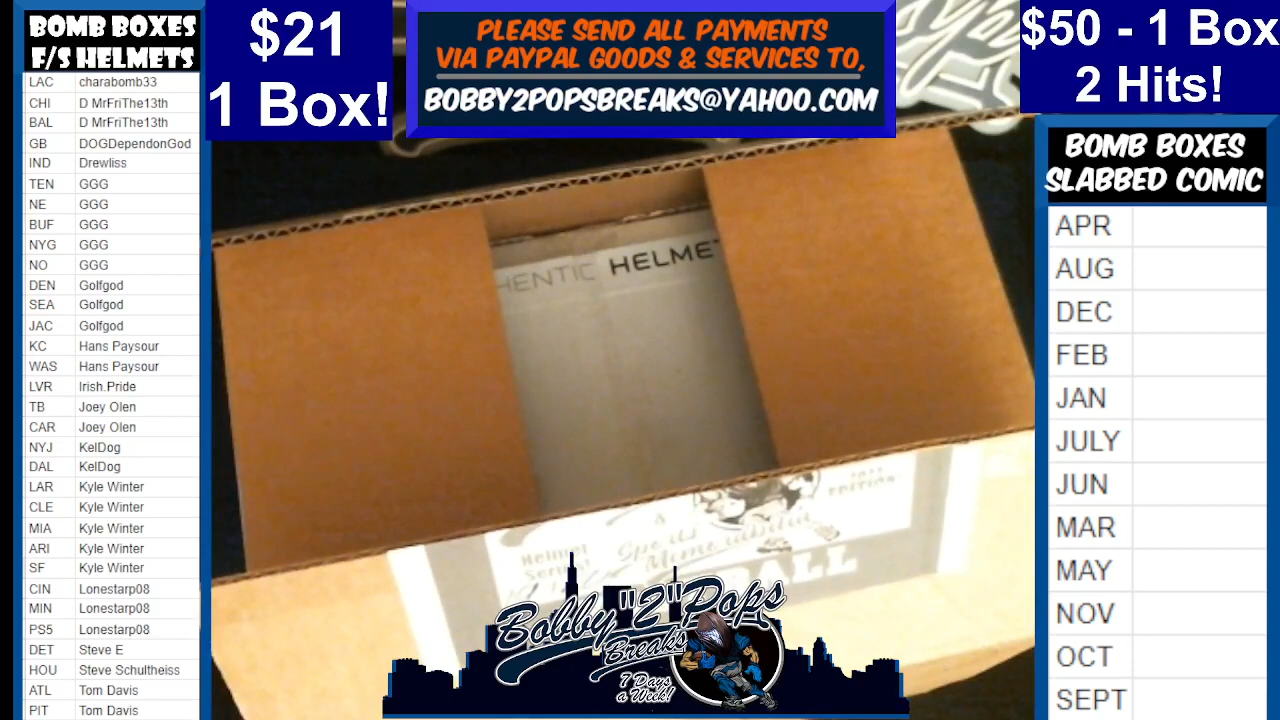 BOMB BOXES
F/S HELMETS
LAC charabomb33
CHI D MrFriThe13th
BAL D MrFriThe13th
GB DOGDependonGod
IND Drewliss
TEN GGG
NE GGG
BUF GGG
NYG GGG
NO GGG
DEN Golfgod
SEA Golfgod
JAC Golfgod
KC Hans Paysour
WAS Hans Paysour
LVR Irish.Pride
TB Joey Olen
CAR Joey Olen
NYJ KelDog
DAL KelDog
LAR Kyle Winter
CLE Kyle Winter
MIA Kyle Winter
ARI Kyle Winter
SF Kyle Winter
CIN Lonestarp08
MIN Lonestarp08
PS5 Lonestarp08
DET Steve E
HOU Steve Schultheiss
ATL Tom Davis
PIT Tom Davis
$21
1 Box!
PLEASE SEND ALL PAYMENTS
VIA PAYPAL GOODS & SERVICES TO,
BOBBY2POPSBREAKS@YAHOO.COM
HENTIC HELMET
EDITION
Helmet
Memorabilia
Bobby "2" Pops
Breaks
7 Days
a Week!
$50 - 1 Box
2 Hits!
BOMB BOXES
SLABBED COMIC
APR
AUG
DEC
FEB
JAN
JULY
JUN
MAR
MAY
NOV
OCT
SEPT